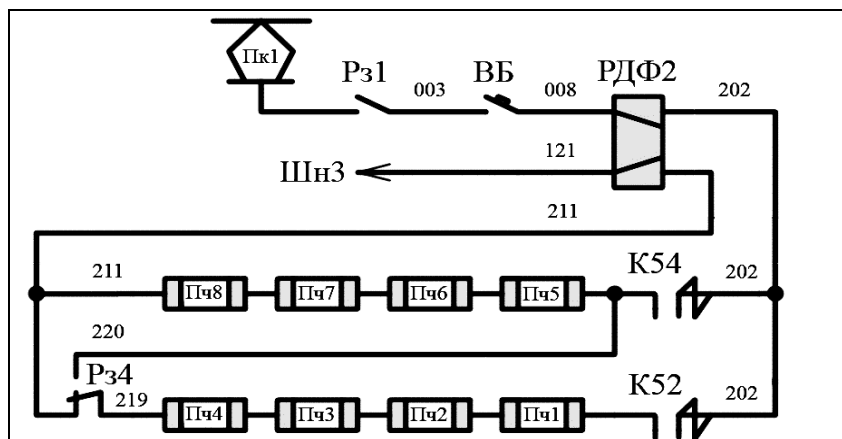 Пк1
Рз1 003 ВБ 008 РДФ2 202
Шн3 121
211
211 Пч8 Пч7 Пч6 Пч5 К54 202
220
Рз4 219 Пч4 Пч3 Пч2 Пч1 К52 202